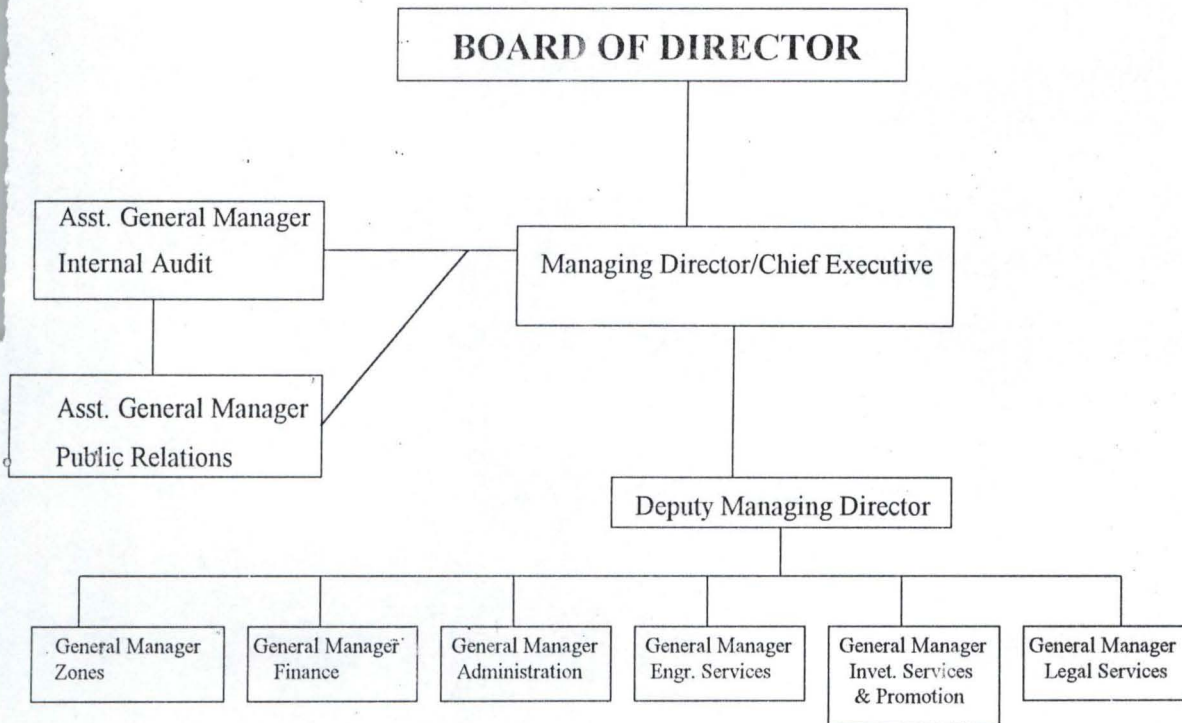 BOARD OF DIRECTOR
Asst. General Manager
Internal Audit
Managing Director/Chief Executive
Asst. General Manager
Public Relations
Deputy Managing Director
General Manager
Zones
General Manager
Finance
General Manager
Administration
General Manager
Engr. Services
General Manager
Invet. Services
& Promotion
General Manager
Legal Services